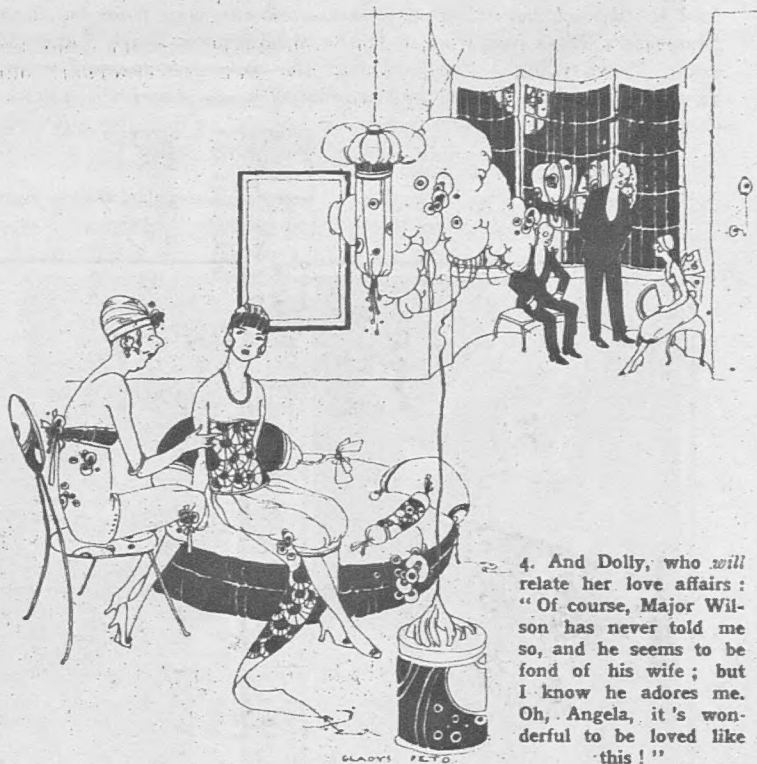 4. And Dolly, who will
relate her love affairs :
“ Of course, Major Wil-
son has never told me
so, and he seems to be
fond of his wife ; but
I know he adores me.
Oh, Angela, it 's won-
derful to be loved like
this ! ”
GLADYS PETO